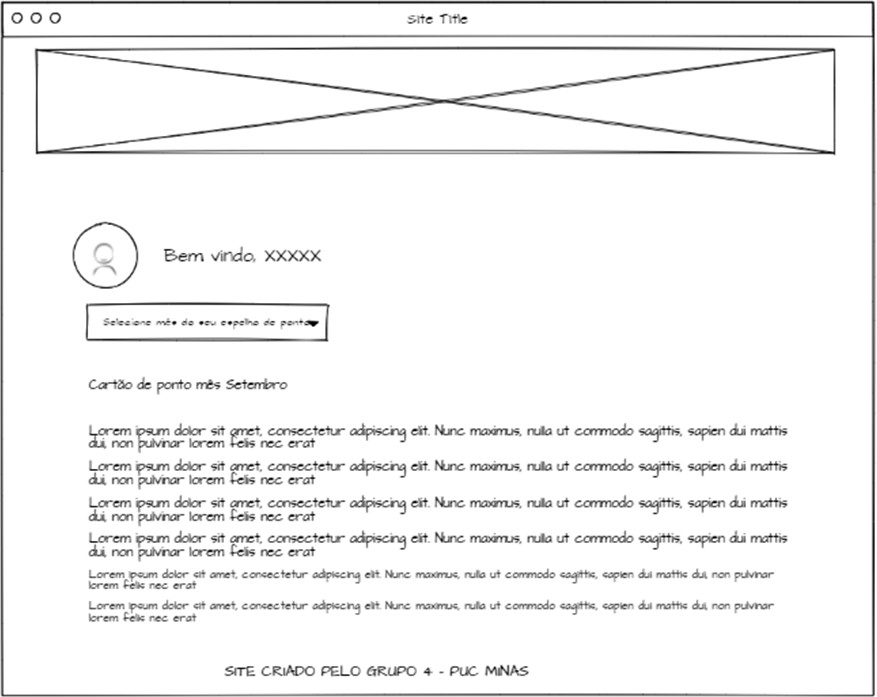 Site Title
Bem vindo, XXXXX
Selecione mês do seu espelho de ponto
Cartão de ponto mês Setembro
Lorem ipsum dolor sit amet, consectetur adipiscing elit. Nunc maximus, nulla ut commodo sagittis, sapien dui mattis
dui, non pulvinar lorem felis nec erat
Lorem ipsum dolor sit amet, consectetur adipiscing elit. Nunc maximus, nulla ut commodo sagittis, sapien dui mattis
dui, non pulvinar lorem felis nec erat
Lorem ipsum dolor sit amet, consectetur adipiscing elit. Nunc maximus, nulla ut commodo sagittis, sapien dui mattis
dui, non pulvinar lorem felis nec erat
Lorem ipsum dolor sit amet, consectetur adipiscing elit. Nunc maximus, nulla ut commodo sagittis, sapien dui mattis
dui, non pulvinar lorem felis nec erat
Lorem ipsum dolor sit amet, consectetur adipiscing elit. Nunc maximus, nulla ut commodo sagittis, sapien dui mattis dui, non pulvinar
lorem felis nec erat
Lorem ipsum dolor sit amet, consectetur adipiscing elit. Nunc maximus, nulla ut commodo sagittis, sapien dui mattis dui, non pulvinar
lorem felis nec erat
SITE CRIADO PELO GRUPO 4 - PUC MINAS